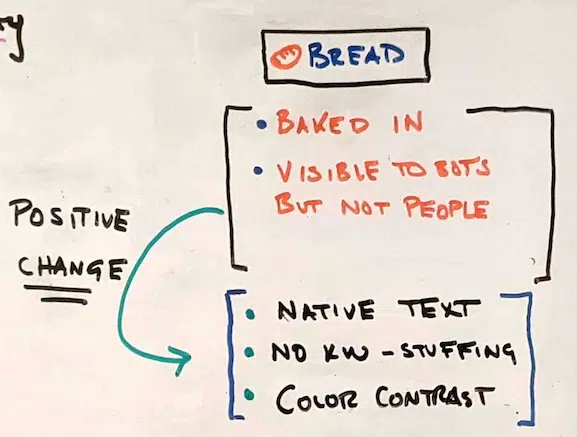 BREAD
• BAKED IN
• VISIBLE TO BOTS
BUT NOT PEOPLE
POSITIVE
CHANGE
• NATIVE TEXT
• NO KW-STUFFING
• COLOR CONTRAST